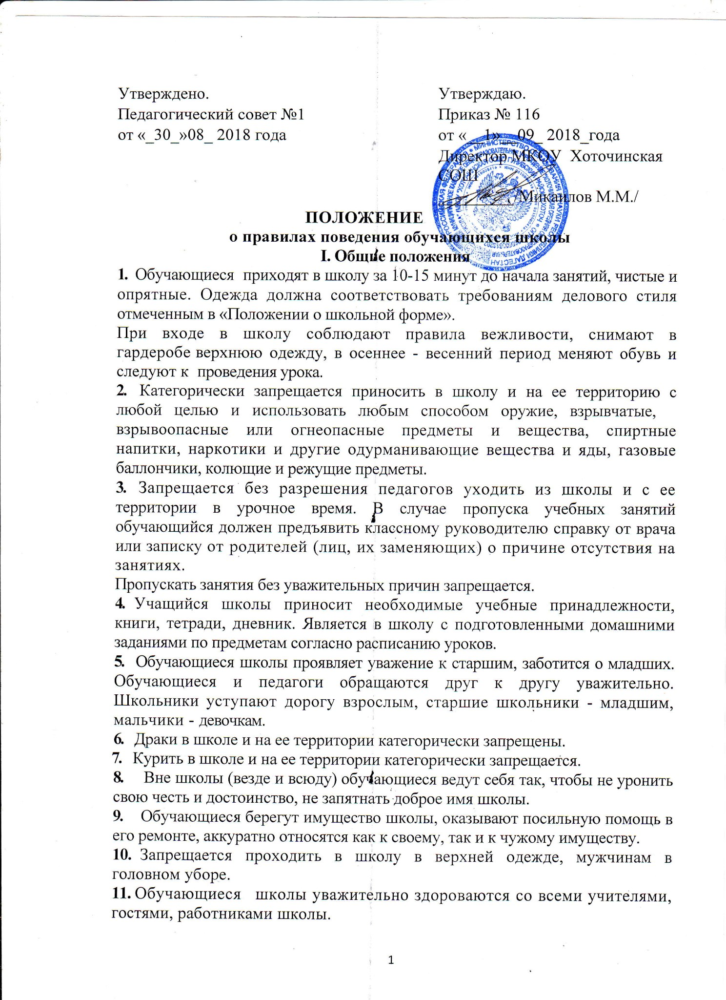 Утверждено.
Педагогический совет №1
от «_30_»08_ 2018 года
Утверждаю.
Приказ № 116
от «__1»___09_ 2018_года
Директор МКОУ Хоточинская
СОШ
/Микаилов М.М./
ПОЛОЖЕНИЕ
о правилах поведения обучающихся школы
I. Общие положения
1. Обучающиеся приходят в школу за 10-15 минут до начала занятий, чистые и
опрятные. Одежда должна соответствовать требованиям делового стиля
отмеченным в «Положении о школьной форме».
При входе в школу соблюдают правила вежливости, снимают в
гардеробе верхнюю одежду, в осеннее - весенний период меняют обувь и
следуют к проведения урока.
2. Категорически запрещается приносить в школу и на ее территорию с
любой целью и использовать любым способом оружие, взрывчатые,
взрывоопасные или огнеопасные предметы и вещества, спиртные
напитки, наркотики и другие одурманивающие вещества и яды, газовые
баллончики, колющие и режущие предметы.
3. Запрещается без разрешения педагогов уходить из школы и с ее
территории в урочное время. В случае пропуска учебных занятий
обучающийся должен предъявить классному руководителю справку от врача
или записку от родителей (лиц, их заменяющих) о причине отсутствия на
занятиях.
Пропускать занятия без уважительных причин запрещается.
4. Учащийся школы приносит необходимые учебные принадлежности,
книги, тетради, дневник. Является в школу с подготовленными домашними
заданиями по предметам согласно расписанию уроков.
5. Обучающиеся школы проявляет уважение к старшим, заботится о младших.
Обучающиеся и педагоги обращаются друг к другу уважительно.
Школьники уступают дорогу взрослым, старшие школьники - младшим,
мальчики - девочкам.
6. Драки в школе и на ее территории категорически запрещены.
7. Курить в школе и на ее территории категорически запрещается.
8. Вне школы (везде и всюду) обучающиеся ведут себя так, чтобы не уронить
свою честь и достоинство, не запятнать доброе имя школы.
9. Обучающиеся берегут имущество школы, оказывают посильную помощь в
его ремонте, аккуратно относятся как к своему, так и к чужому имуществу.
10. Запрещается проходить в школу в верхней одежде, мужчинам в
головном уборе.
11. Обучающиеся школы уважительно здороваются со всеми учителями,
гостями, работниками школы.
1